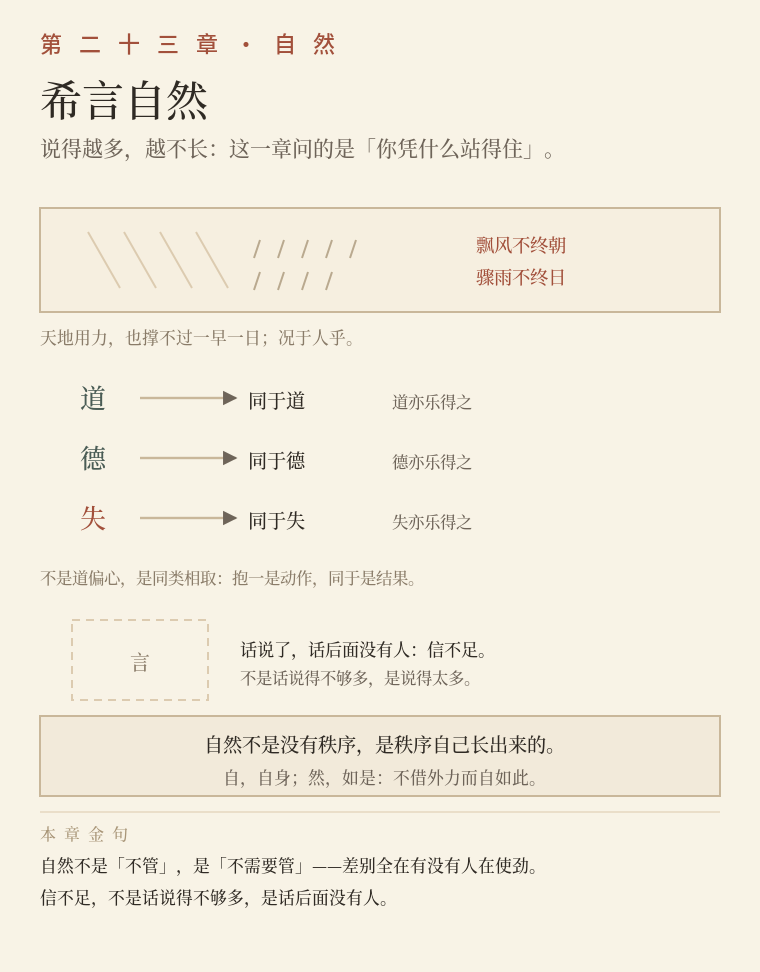 第二十三章·自然
希言自然
说得越多，越不长：这一章问的是「你凭什么站得住」。
飘风不终朝
骤雨不终日
天地用力，也撑不过一早一日；况于人乎。
道 同于道 道亦乐得之
德 同于德 德亦乐得之
失 同于失 失亦乐得之
不是道偏心，是同类相取：抱一是动作，同于是结果。
言
话说了，话后面没有人：信不足。
不是话说得不够多，是说得太多。
自然不是没有秩序，是秩序自己长出来的。
自，自身；然，如是：不借外力而自如此。
本章金句
自然不是「不管」，是「不需要管」——差别全在有没有人在使劲。
信不足，不是话说得不够多，是话后面没有人。